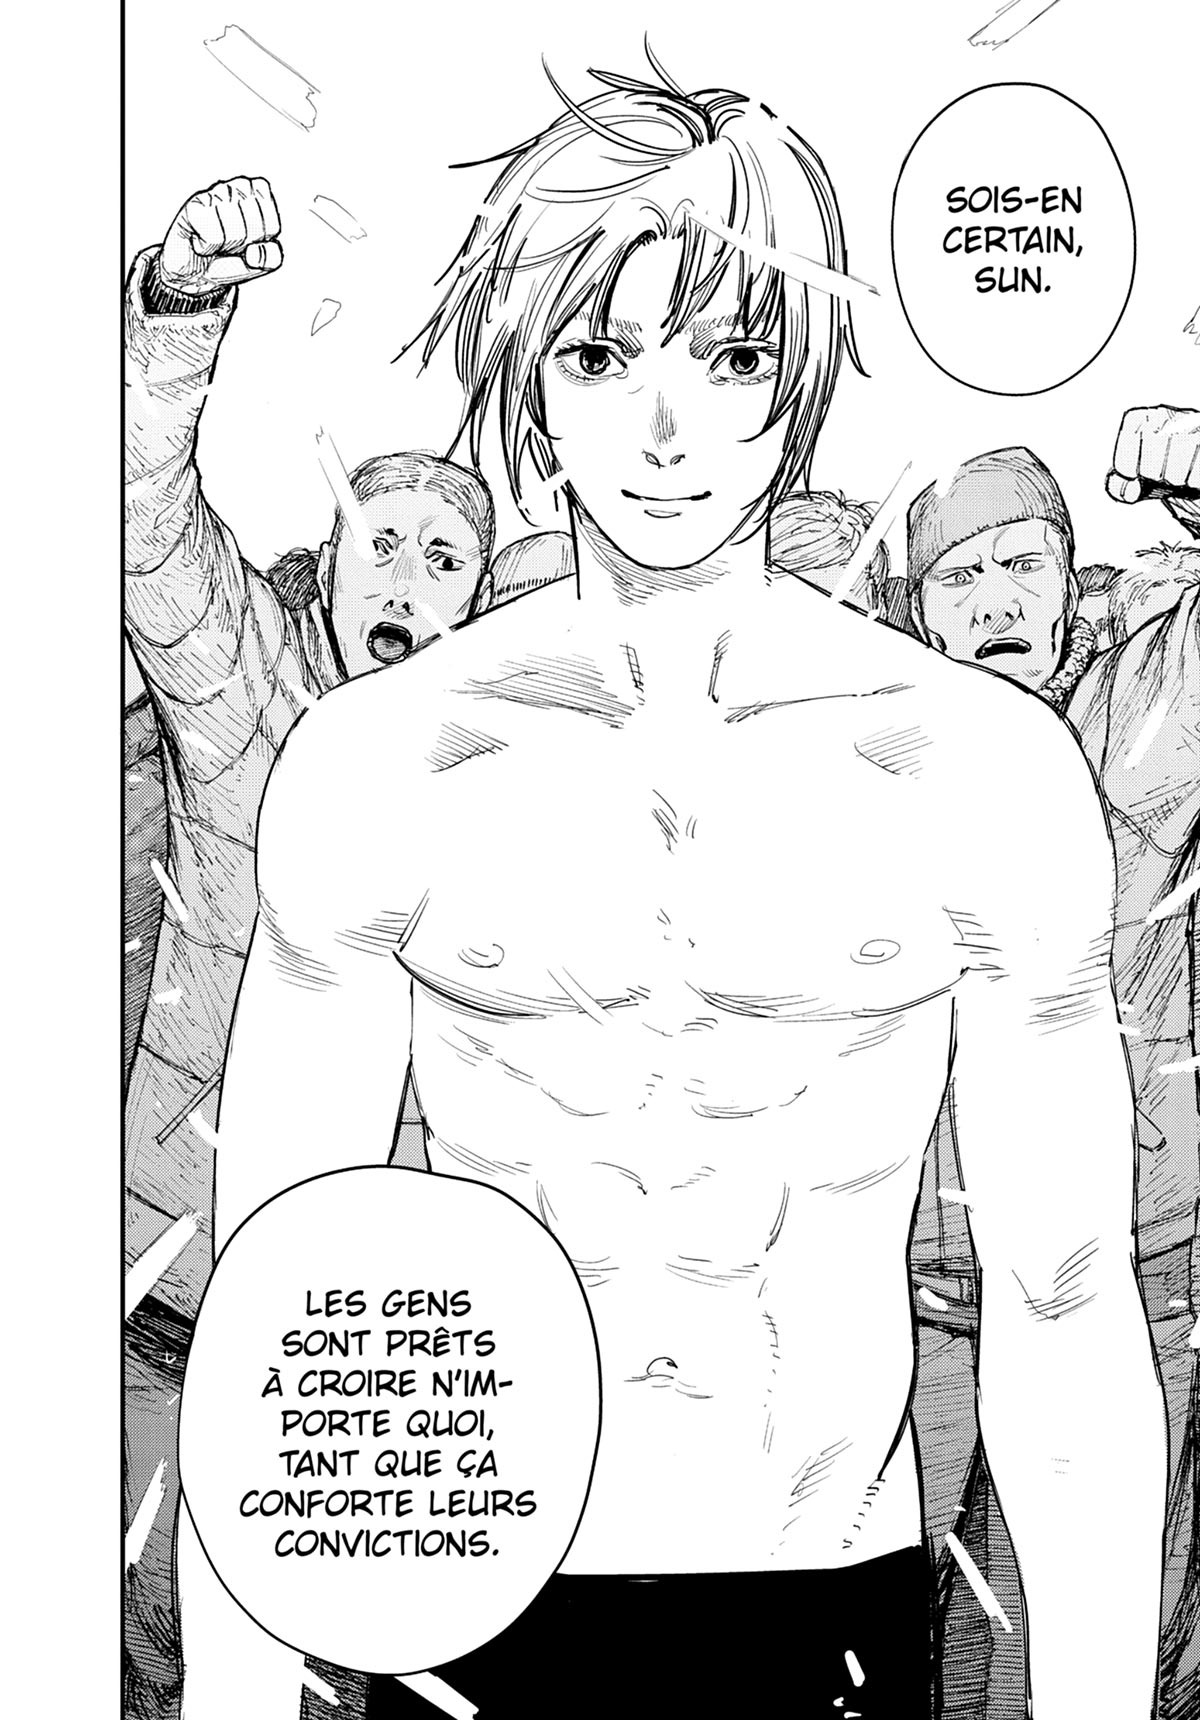 SOIS-EN
CERTAIN,
SUN.
LES GENS
SONT PRÊTS
À CROIRE N'IM-
PORTE QUOI,
TANT QUE ÇA
CONFORTE LEURS
CONVICTIONS.